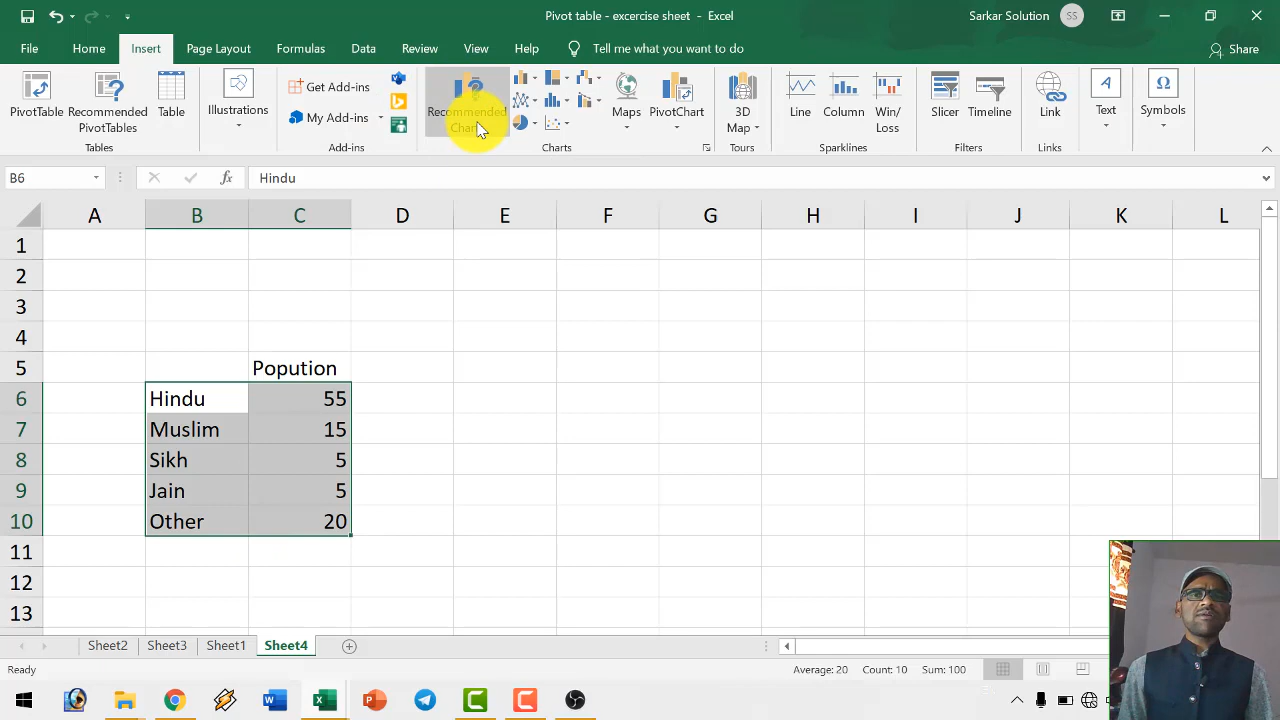 Pivot table - excercise sheet - Excel
Sarkar Solution SS
File Home Insert Page Layout Formulas Data Review View Help Tell me what you want to do Share
PivotTable
Recommended PivotTables
Table
Tables
Illustrations
Get Add-ins
My Add-ins
Add-ins
Recommended
Maps
PivotChart
Charts
3D Map
Tours
Line
Column
Win/Loss
Sparklines
Slicer
Timeline
Filters
Link
Links
Text
Symbols
B6 fx Hindu
A B C D E F G H I J K L
1
2
3
4
5 Popution
6 Hindu 55
7 Muslim 15
8 Sikh 5
9 Jain 5
10 Other 20
11
12
13
Sheet2 Sheet3 Sheet1 Sheet4
Ready Average: 20 Count: 10 Sum: 100